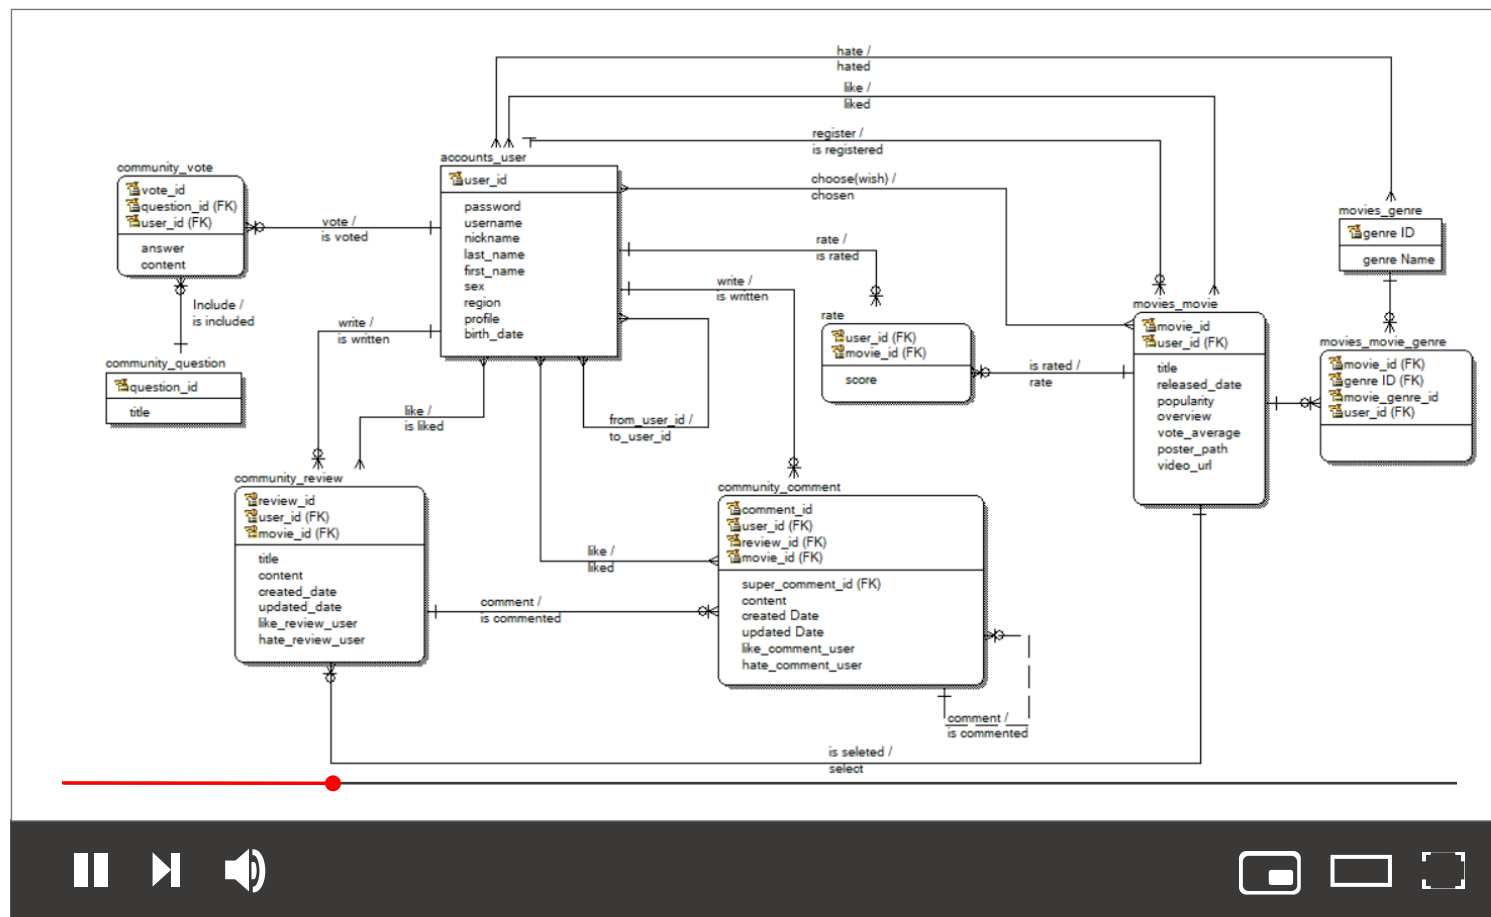 hate /
hated
like /
liked
register /
is registered
choose(wish) /
chosen
rate /
is rated
write /
is written
vote /
is voted
Include /
is included
write /
is written
like /
is liked
from_user_id /
to_user_id
like /
liked
comment /
is commented
is rated /
rate
comment /
is commented
is seleted /
select
community_vote
vote_id
question_id (FK)
user_id (FK)
answer
content
community_question
question_id
title
accounts_user
user_id
password
username
nickname
last_name
first_name
sex
region
profile
birth_date
rate
user_id (FK)
movie_id (FK)
score
movies_movie
movie_id
user_id (FK)
title
released_date
popularity
overview
vote_average
poster_path
video_url
movies_genre
genre ID
genre Name
movies_movie_genre
movie_id (FK)
genre ID (FK)
movie_genre_id
user_id (FK)
community_review
review_id
user_id (FK)
movie_id (FK)
title
content
created_date
updated_date
like_review_user
hate_review_user
community_comment
comment_id
user_id (FK)
review_id (FK)
movie_id (FK)
super_comment_id (FK)
content
created Date
updated Date
like_comment_user
hate_comment_user